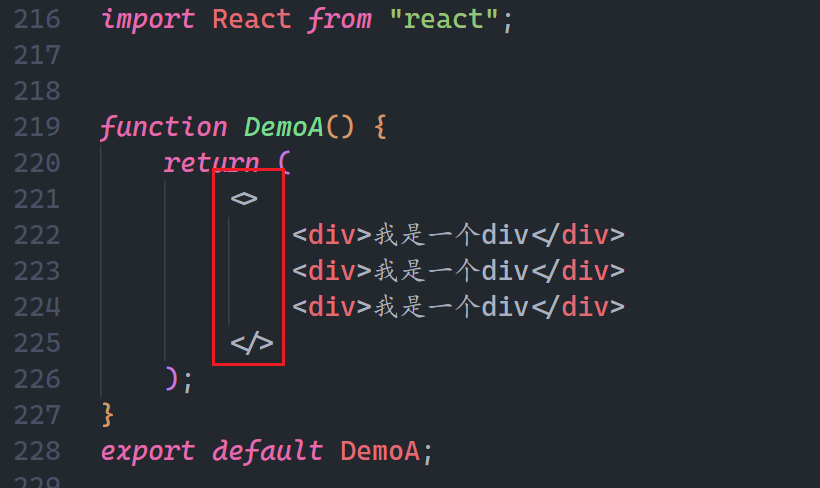 216 import React from "react";
217
218
219 function DemoA() {
220 return (
221 <>
222 <div>我是一个div</div>
223 <div>我是一个div</div>
224 <div>我是一个div</div>
225 </>
226 );
227 }
228 export default DemoA;
229